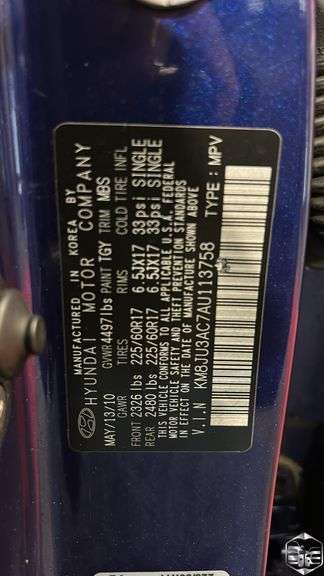 MANUFACTURED IN KOREA BY
HYUNDAI MOTOR COMPANY
GVWR 4497lbs PAINT TGY TRIM MBS
MAY/13/10 GAWR TIRES RIMS COLD TIRE INFL
FRONT 2326 lbs 225/60R17 6.5JX17 33psi SINGLE
REAR 2480 lbs 225/60R17 6.5JX17 33psi SINGLE
THIS VEHICLE CONFORMS TO ALL APPLICABLE U.S.A. FEDERAL
MOTOR VEHICLE SAFETY AND THEFT PREVENTION STANDARDS
IN EFFECT ON THE DATE OF MANUFACTURE SHOWN ABOVE
V.I.N : KM8JU3AC7AU113758 TYPE : MPV